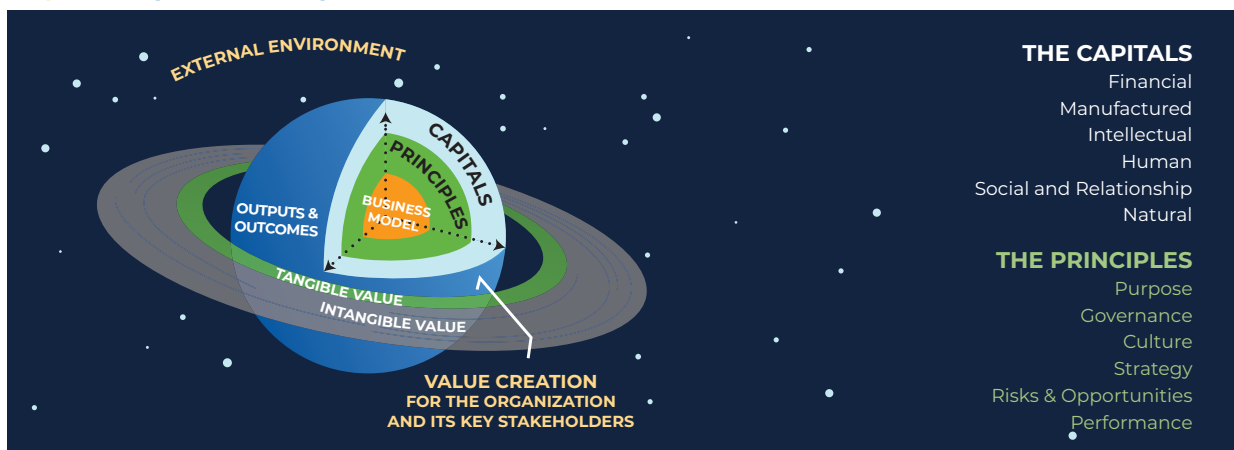 EXTERNAL ENVIRONMENT
CAPITALS
PRINCIPLES
BUSINESS
MODEL
OUTPUTS &
OUTCOMES
TANGIBLE VALUE
INTANGIBLE VALUE
VALUE CREATION
FOR THE ORGANIZATION
AND ITS KEY STAKEHOLDERS
THE CAPITALS
Financial
Manufactured
Intellectual
Human
Social and Relationship
Natural
THE PRINCIPLES
Purpose
Governance
Culture
Strategy
Risks & Opportunities
Performance